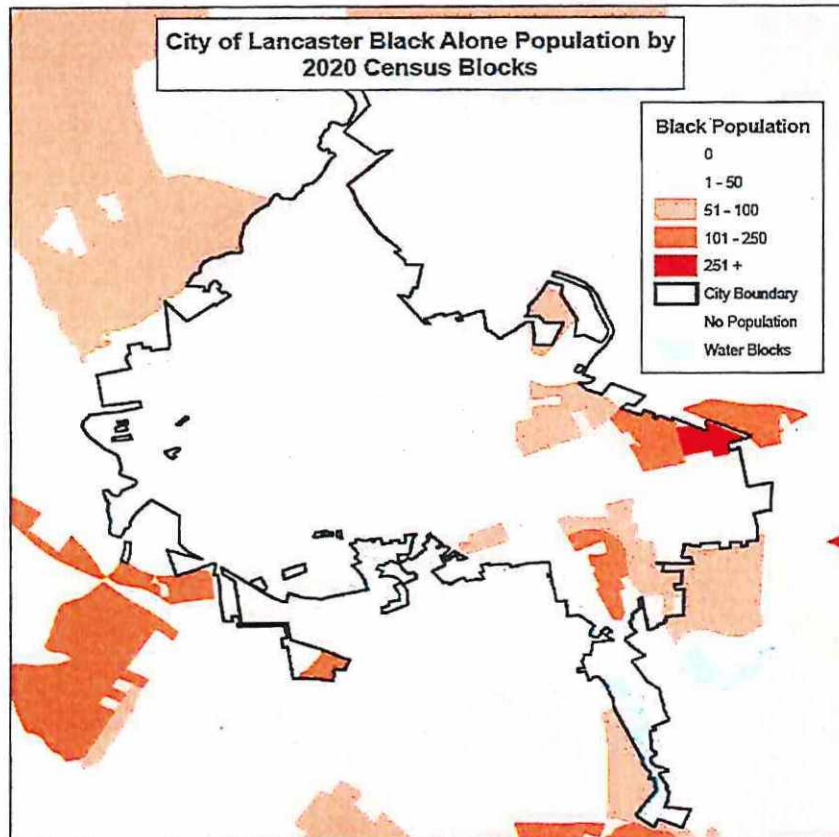 City of Lancaster Black Alone Population by
2020 Census Blocks
Black Population
0
1 - 50
51 - 100
101 - 250
251 +
City Boundary
No Population
Water Blocks